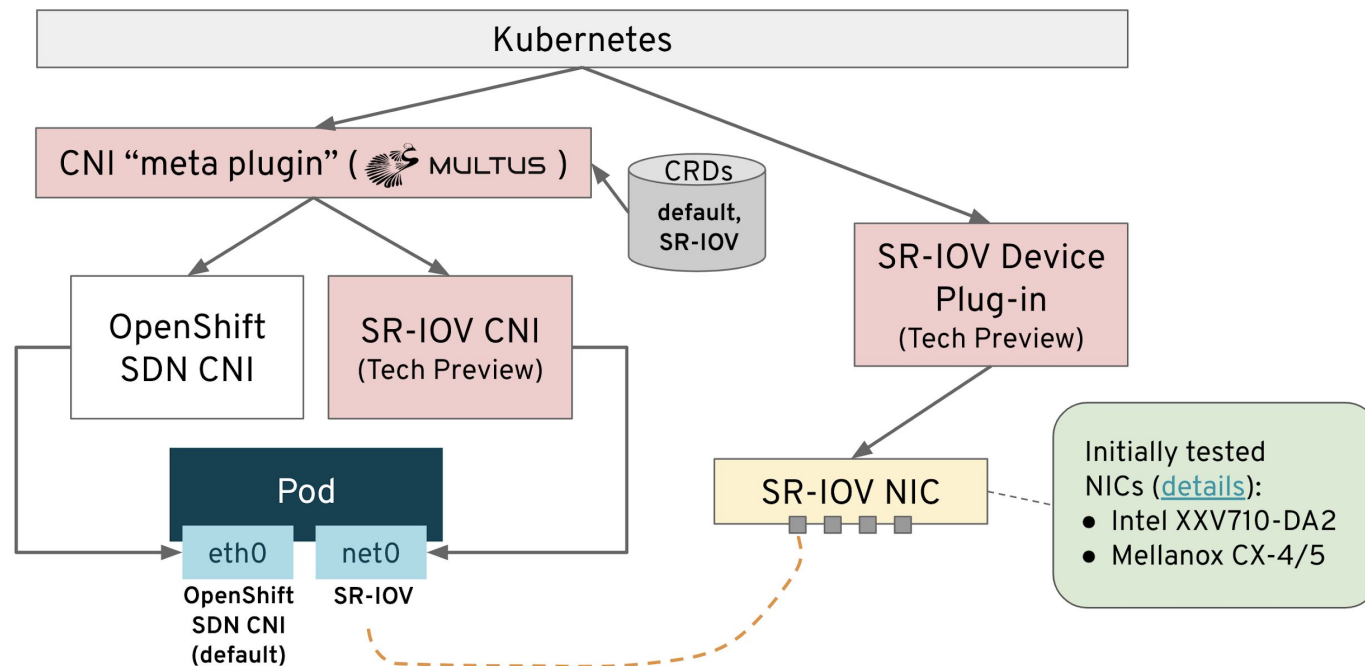 Kubernetes
CNI “meta plugin” ( MULTUS )
CRDs
default,
SR-IOV
OpenShift
SDN CNI
SR-IOV CNI
(Tech Preview)
SR-IOV Device
Plug-in
(Tech Preview)
Pod
eth0
net0
OpenShift
SDN CNI
(default)
SR-IOV
SR-IOV NIC
Initially tested
NICs (details):
● Intel XXV710-DA2
● Mellanox CX-4/5